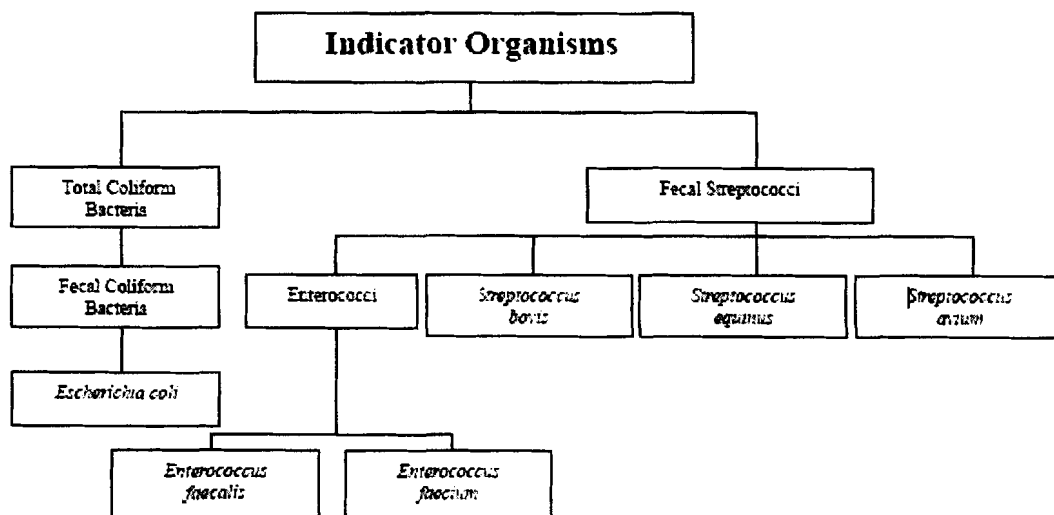 Indicator Organisms
Total Coliform
Bacteria
Fecal Streptococci
Fecal Coliform
Bacteria
Enterococci
Streptococcus
bovis
Streptococcus
equinus
Streptococcus
avium
Escherichia coli
Enterococcus
faecalis
Enterococcus
faecium